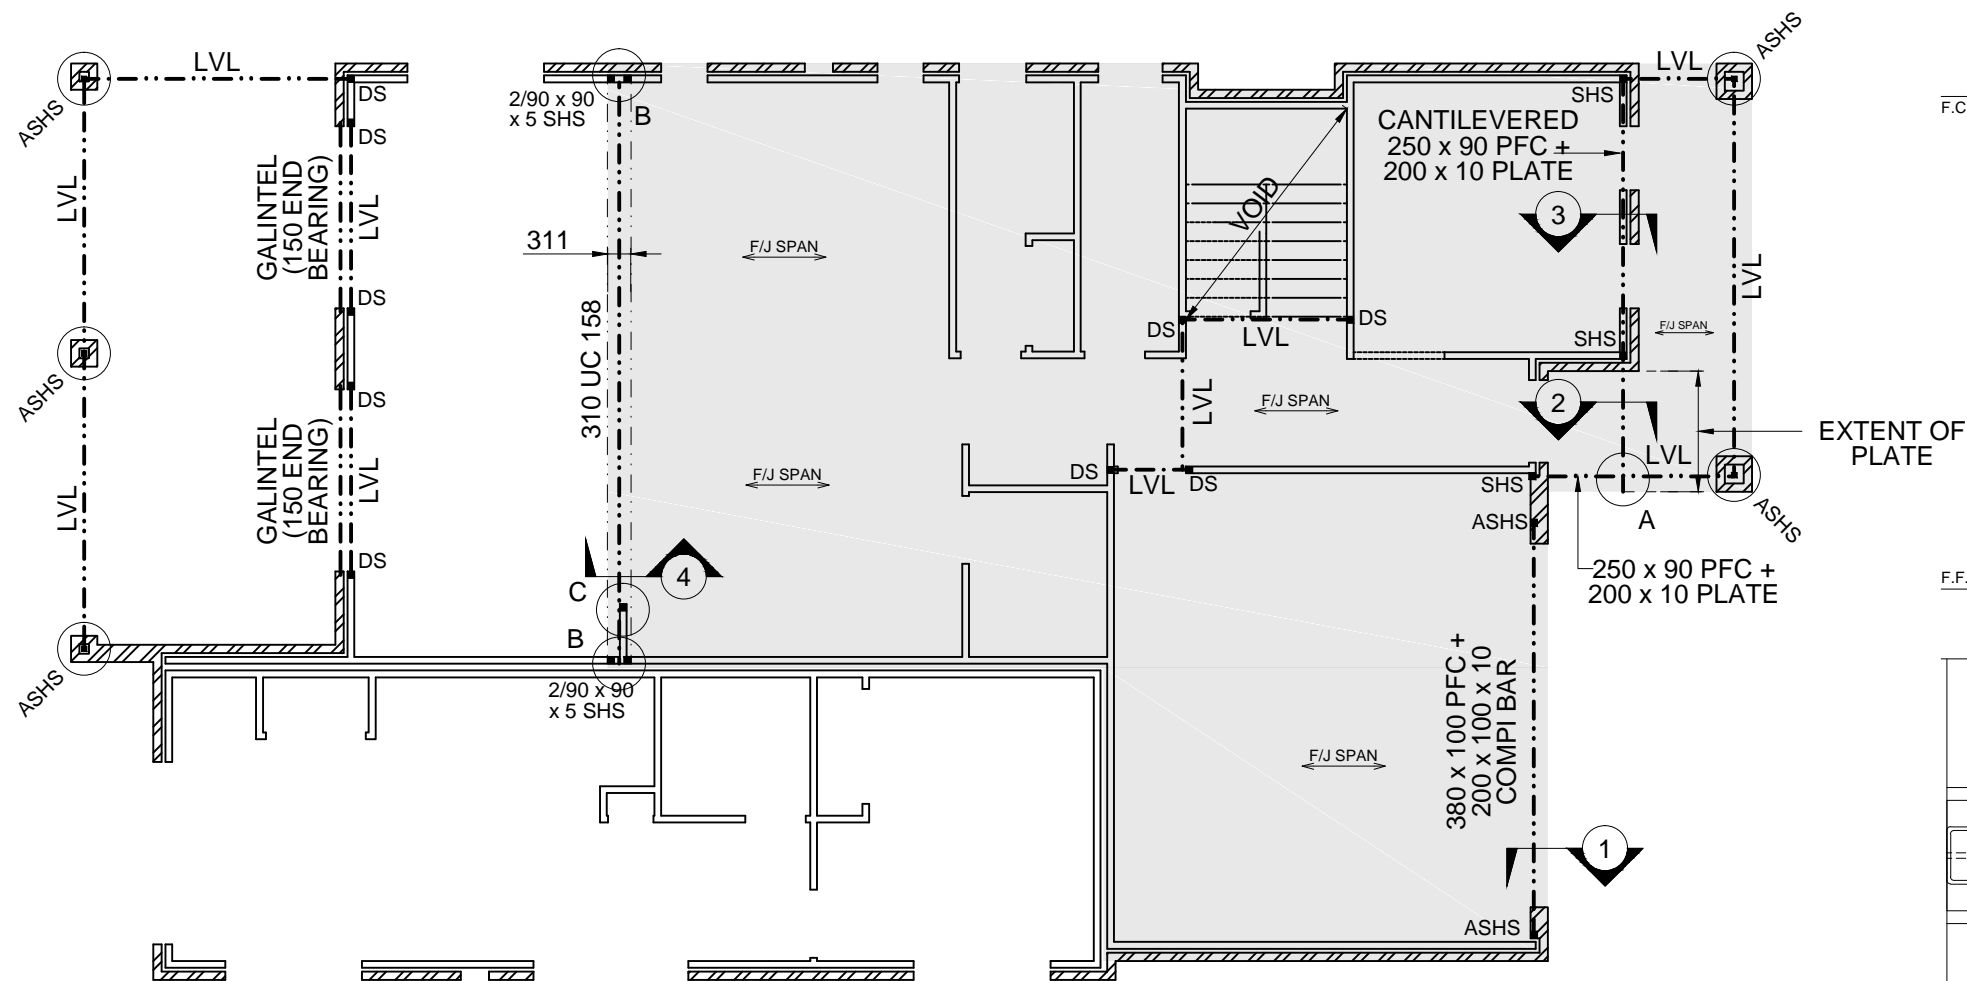 LVL
LVL
ASHS
ASHS
F.C
DS
DS
2/90 x 90
x 5 SHS
B
SHS
CANTILEVERED
250 x 90 PFC +
200 x 10 PLATE
GALINTEL
(150 END
BEARING)
LVL
LVL
VOID
3
311
F/J SPAN
LVL
DS
310 UC 158
DS
LVL
DS
F/J SPAN
SHS
ASHS
DS
LVL
F/J SPAN
2
EXTENT OF
PLATE
GALINTEL
(150 END
BEARING)
LVL
LVL
F/J SPAN
DS
LVL
DS
SHS
LVL
A
ASHS
ASHS
DS
C
4
250 x 90 PFC +
200 x 10 PLATE
F.F.
B
ASHS
2/90 x 90
x 5 SHS
380 x 100 PFC +
200 x 100 x 10
COMPI BAR
F/J SPAN
1
ASHS